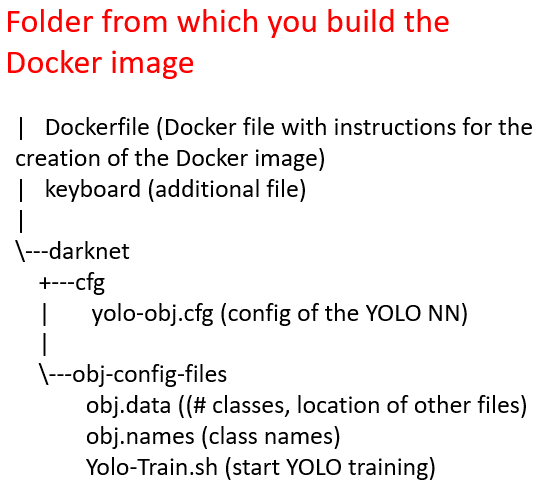 Folder from which you build the
Docker image
|   Dockerfile (Docker file with instructions for the
creation of the Docker image)
|   keyboard (additional file)
|
\---darknet
    +---cfg
    |       yolo-obj.cfg (config of the YOLO NN)
    |
    \---obj-config-files
            obj.data ((# classes, location of other files)
            obj.names (class names)
            Yolo-Train.sh (start YOLO training)